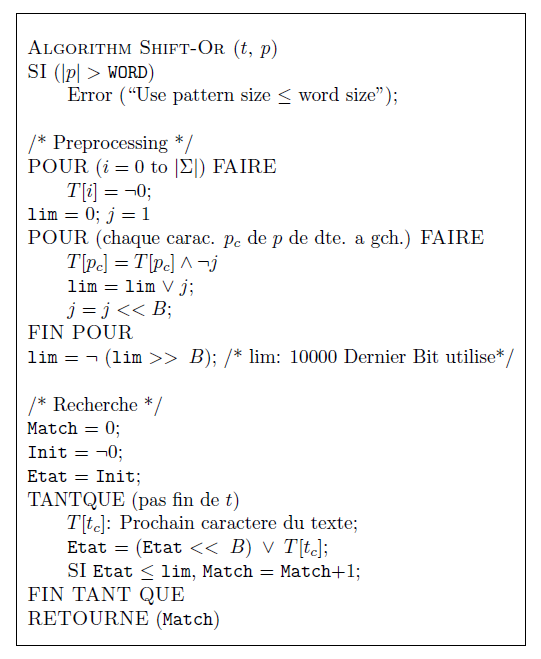 ALGORITHM SHIFT-OR (t, p)
SI (|p| > WORD)
Error (“Use pattern size ≤ word size”);
/* Preprocessing */
POUR (i = 0 to |Σ|) FAIRE
T[i] = ¬0;
lim = 0; j = 1
POUR (chaque carac. p_c de p de dte. a gch.) FAIRE
T[p_c] = T[p_c] ∧ ¬j
lim = lim ∨ j;
j = j << B;
FIN POUR
lim = ¬ (lim >> B); /* lim: 10000 Dernier Bit utilise*/
/* Recherche */
Match = 0;
Init = ¬0;
Etat = Init;
TANTQUE (pas fin de t)
T[t_c]: Prochain caractere du texte;
Etat = (Etat << B) ∨ T[t_c];
SI Etat ≤ lim, Match = Match+1;
FIN TANT QUE
RETOURNE (Match)